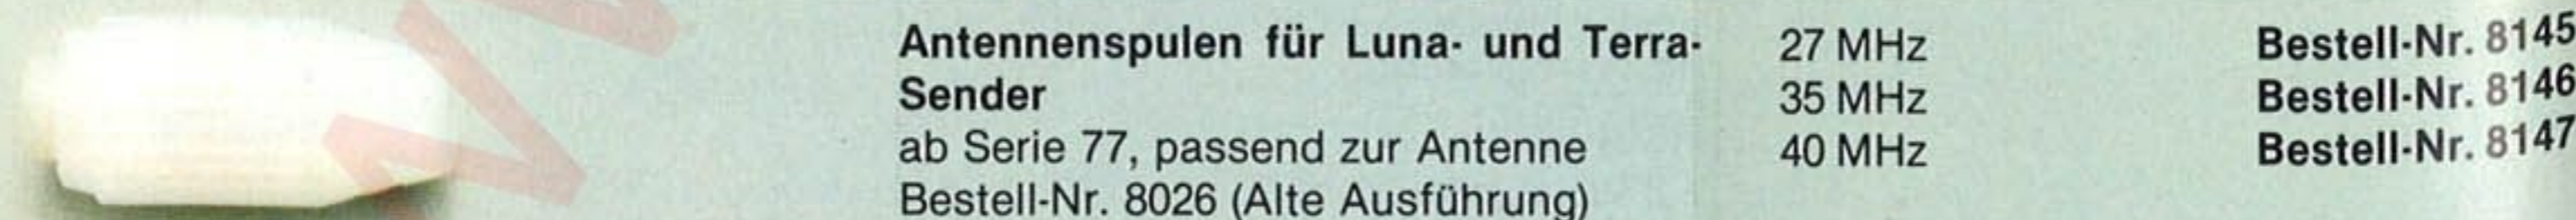 Antennenspulen für Luna- und Terra- 27 MHz Bestell-Nr. 8145
Sender 35 MHz Bestell-Nr. 8146
ab Serie 77, passend zur Antenne 40 MHz Bestell-Nr. 8147
Bestell-Nr. 8026 (Alte Ausführung)